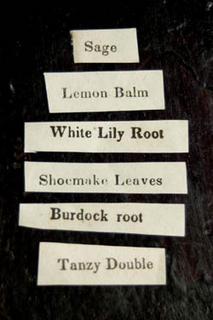 Sage
Lemon Balm
White Lily Root
Shoemake Leaves
Burdock root
Tanzy Double